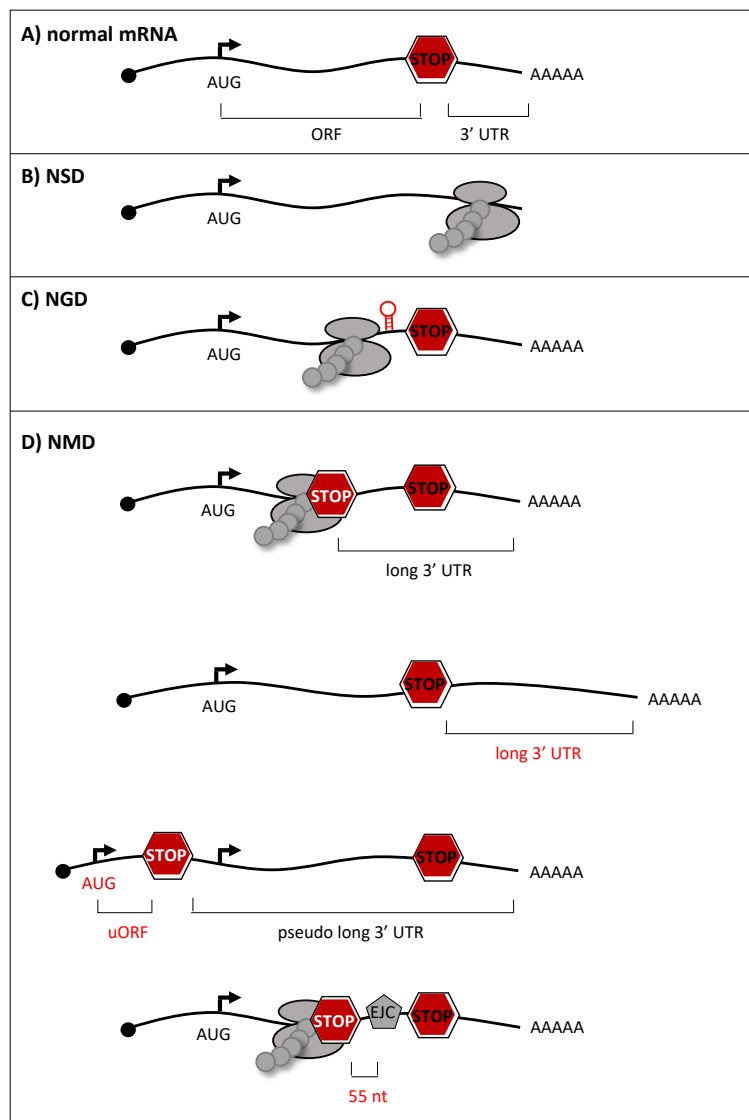 A) normal mRNA
STOP
AUG
AAAAA
ORF
3’ UTR
B) NSD
AUG
C) NGD
STOP
AUG
AAAAA
D) NMD
STOP
STOP
AUG
AAAAA
long 3’ UTR
STOP
AUG
AAAAA
long 3’ UTR
STOP
STOP
AUG
AAAAA
uORF
pseudo long 3’ UTR
STOP
EJC
STOP
AUG
AAAAA
55 nt